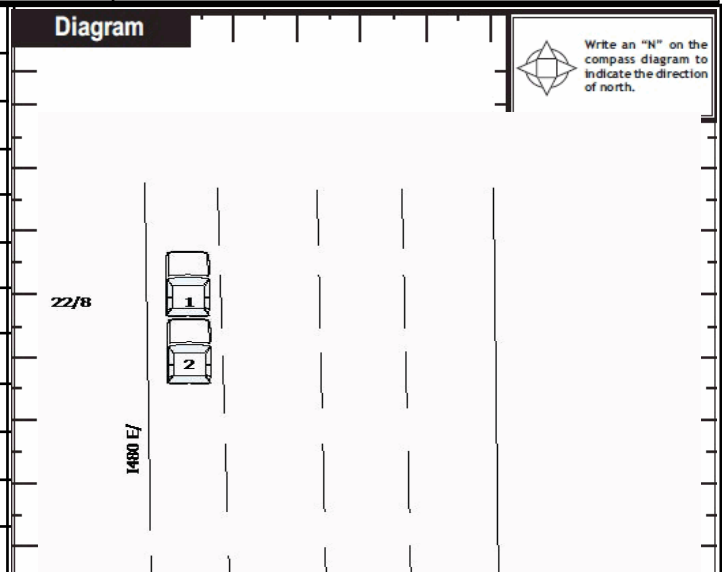 Diagram
Write an “N” on the
compass diagram to
indicate the direction
of north.
22/8
1
2
I480 E/